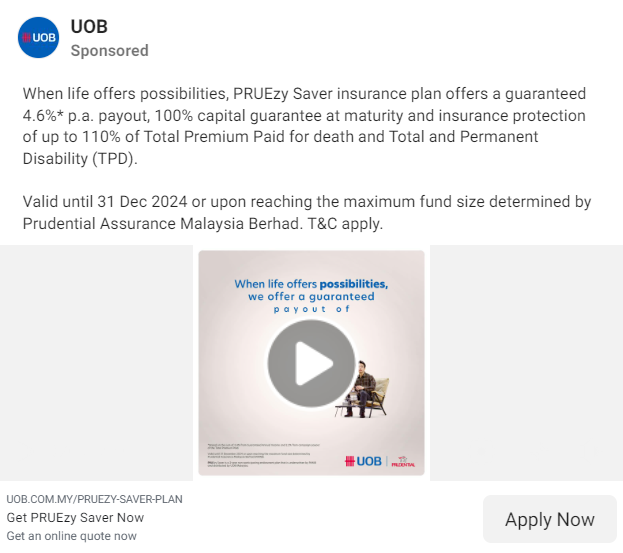 UOB
UOB
Sponsored
When life offers possibilities, PRUEzy Saver insurance plan offers a guaranteed
4.6%* p.a. payout, 100% capital guarantee at maturity and insurance protection
of up to 110% of Total Premium Paid for death and Total and Permanent
Disability (TPD).
Valid until 31 Dec 2024 or upon reaching the maximum fund size determined by
Prudential Assurance Malaysia Berhad. T&C apply.
When life offers possibilities,
we offer a guaranteed
payout of
UOB
PRUDENTIAL
UOB.COM.MY/PRUEZY-SAVER-PLAN
Get PRUEzy Saver Now
Get an online quote now
Apply Now